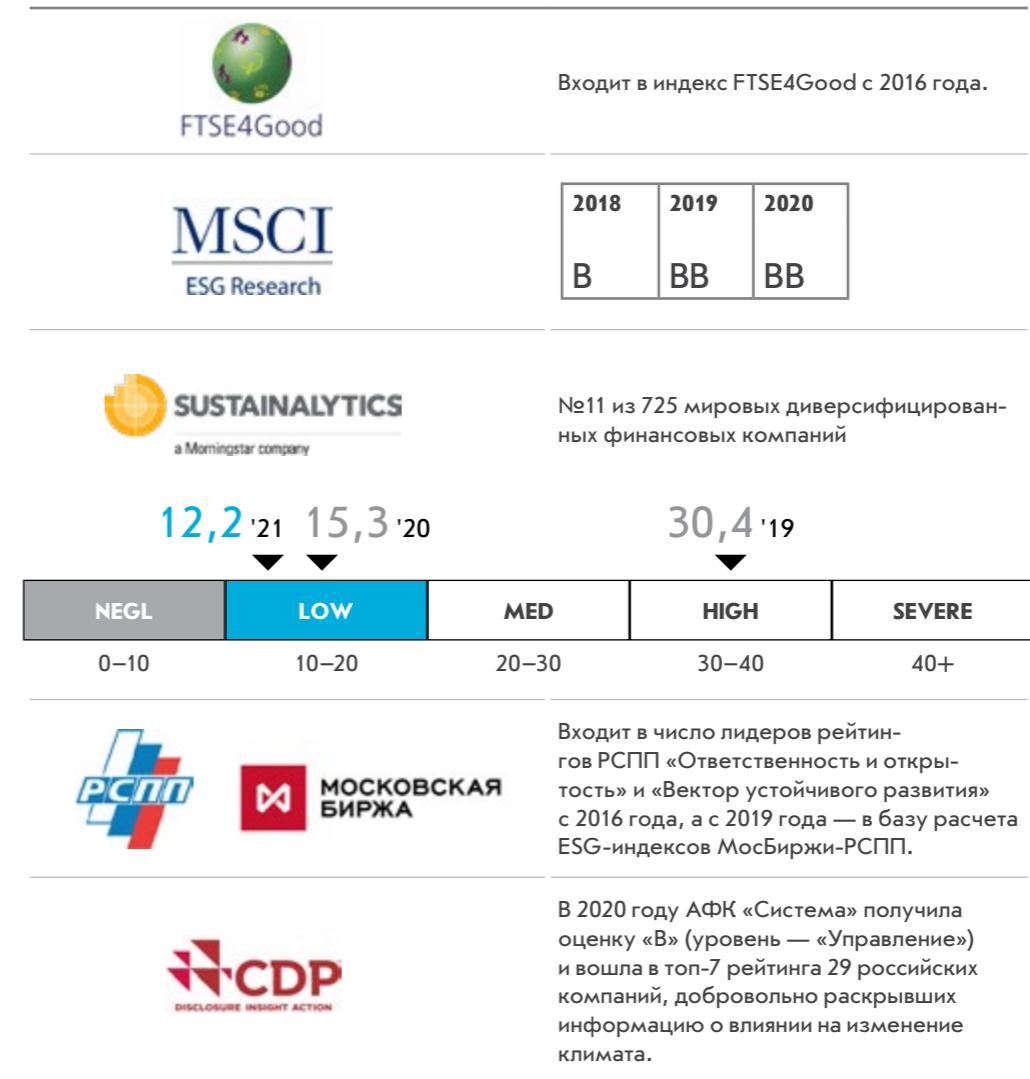 FTSE4Good
Входит в индекс FTSE4Good с 2016 года.
MSCI
ESG Research
2018 2019 2020
B BB BB
SUSTAINALYTICS
a Morningstar company
№11 из 725 мировых диверсифицирован-
ных финансовых компаний
12,2 '21 15,3 '20 30,4 '19
NEGL LOW MED HIGH SEVERE
0–10 10–20 20–30 30–40 40+
РСПП
МОСКОВСКАЯ
БИРЖА
Входит в число лидеров рейтин-
гов РСПП «Ответственность и откры-
тость» и «Вектор устойчивого развития»
с 2016 года, а с 2019 года — в базу расчета
ESG-индексов МосБиржи-РСПП.
CDP
DISCLOSURE INSIGHT ACTION
В 2020 году АФК «Система» получила
оценку «B» (уровень — «Управление»)
и вошла в топ-7 рейтинга 29 российских
компаний, добровольно раскрывших
информацию о влиянии на изменение
климата.